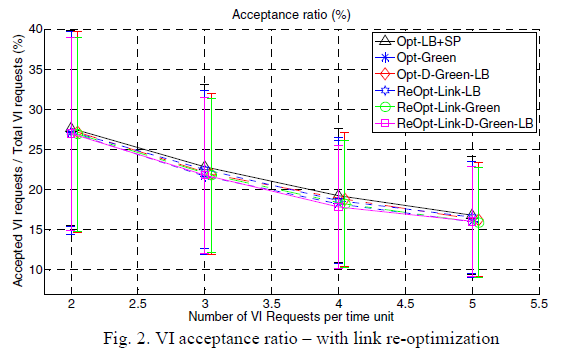 Acceptance ratio (%)
Accepted VI requests / Total VI requests (%)
40
35
30
25
20
15
10
Opt-LB+SP
Opt-Green
Opt-D-Green-LB
ReOpt-Link-LB
ReOpt-Link-Green
ReOpt-Link-D-Green-LB
2 2.5 3 3.5 4 4.5 5 5.5
Number of VI Requests per time unit
Fig. 2. VI acceptance ratio – with link re-optimization